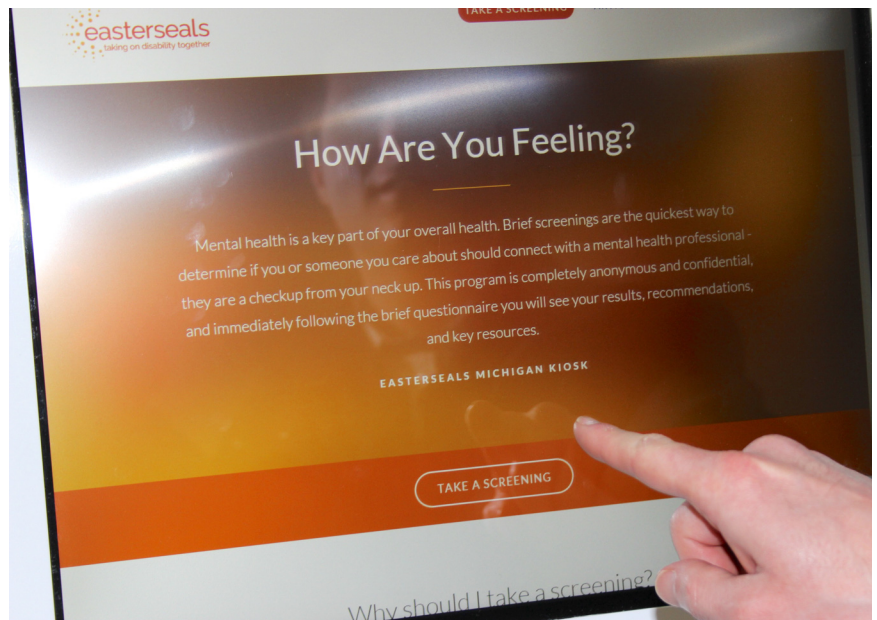 easterseals
taking on disability together
TAKE A SCREENING
How Are You Feeling?
Mental health is a key part of your overall health. Brief screenings are the quickest way to
determine if you or someone you care about should connect with a mental health professional -
they are a checkup from your neck up. This program is completely anonymous and confidential,
and immediately following the brief questionnaire you will see your results, recommendations,
and key resources.
EASTERSEALS MICHIGAN KIOSK
TAKE A SCREENING
Why should I take a screening?